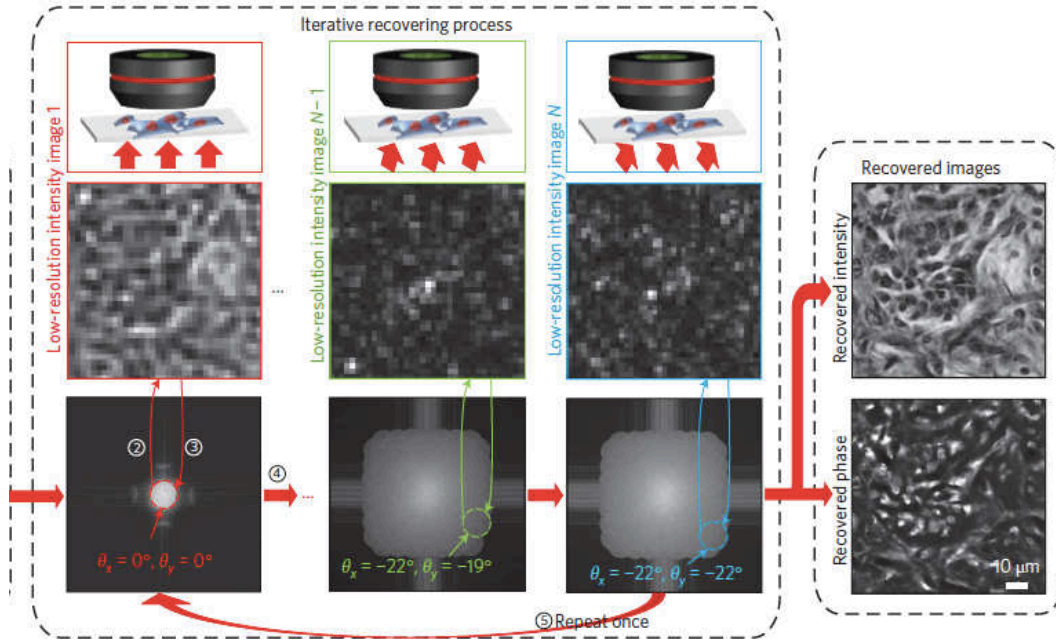 Iterative recovering process
Low-resolution intensity image 1
Low-resolution intensity image N – 1
Low-resolution intensity image N
...
②
③
④
...
θx = 0°, θy = 0°
θx = −22°, θy = −19°
θx = −22°, θy = −22°
⑤ Repeat once
Recovered images
Recovered intensity
Recovered phase
10 μm